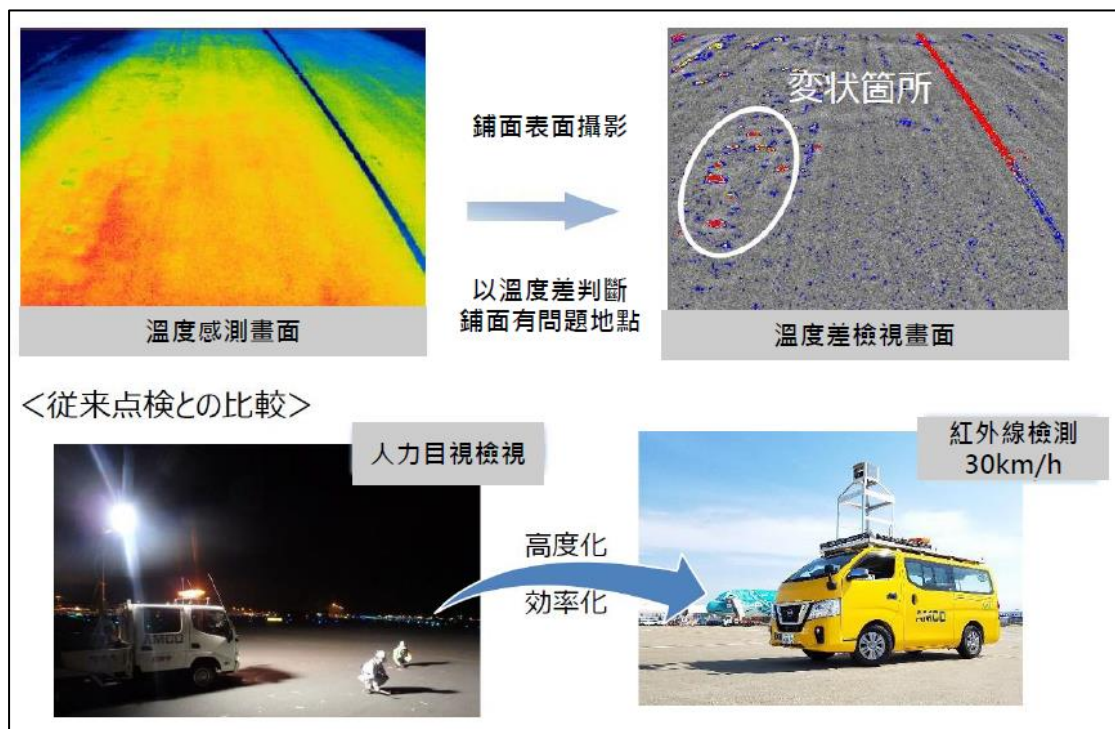 変状箇所
鋪面表面攝影
以溫度差判斷
鋪面有問題地點
溫度感測畫面
溫度差檢視畫面
＜従来点検との比較＞
人力目視檢視
紅外線檢測
30km/h
高度化
効率化
AMCO
AMCO